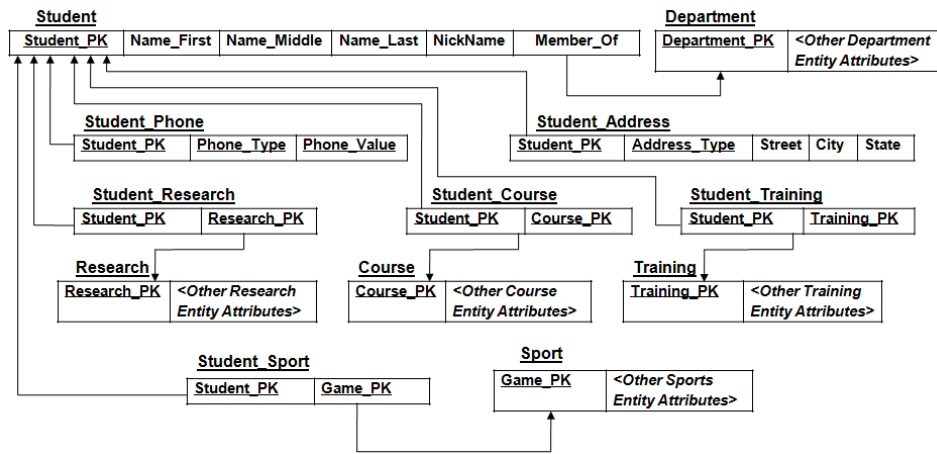 Student
Department
Student_PK Name_First Name_Middle Name_Last NickName Member_Of
Department_PK <Other Department Entity Attributes>
Student_Phone
Student_Address
Student_PK Phone_Type Phone_Value
Student_PK Address_Type Street City State
Student_Research
Student_Course
Student_Training
Student_PK Research_PK
Student_PK Course_PK
Student_PK Training_PK
Research
Course
Training
Research_PK <Other Research Entity Attributes>
Course_PK <Other Course Entity Attributes>
Training_PK <Other Training Entity Attributes>
Student_Sport
Sport
Student_PK Game_PK
Game_PK <Other Sports Entity Attributes>